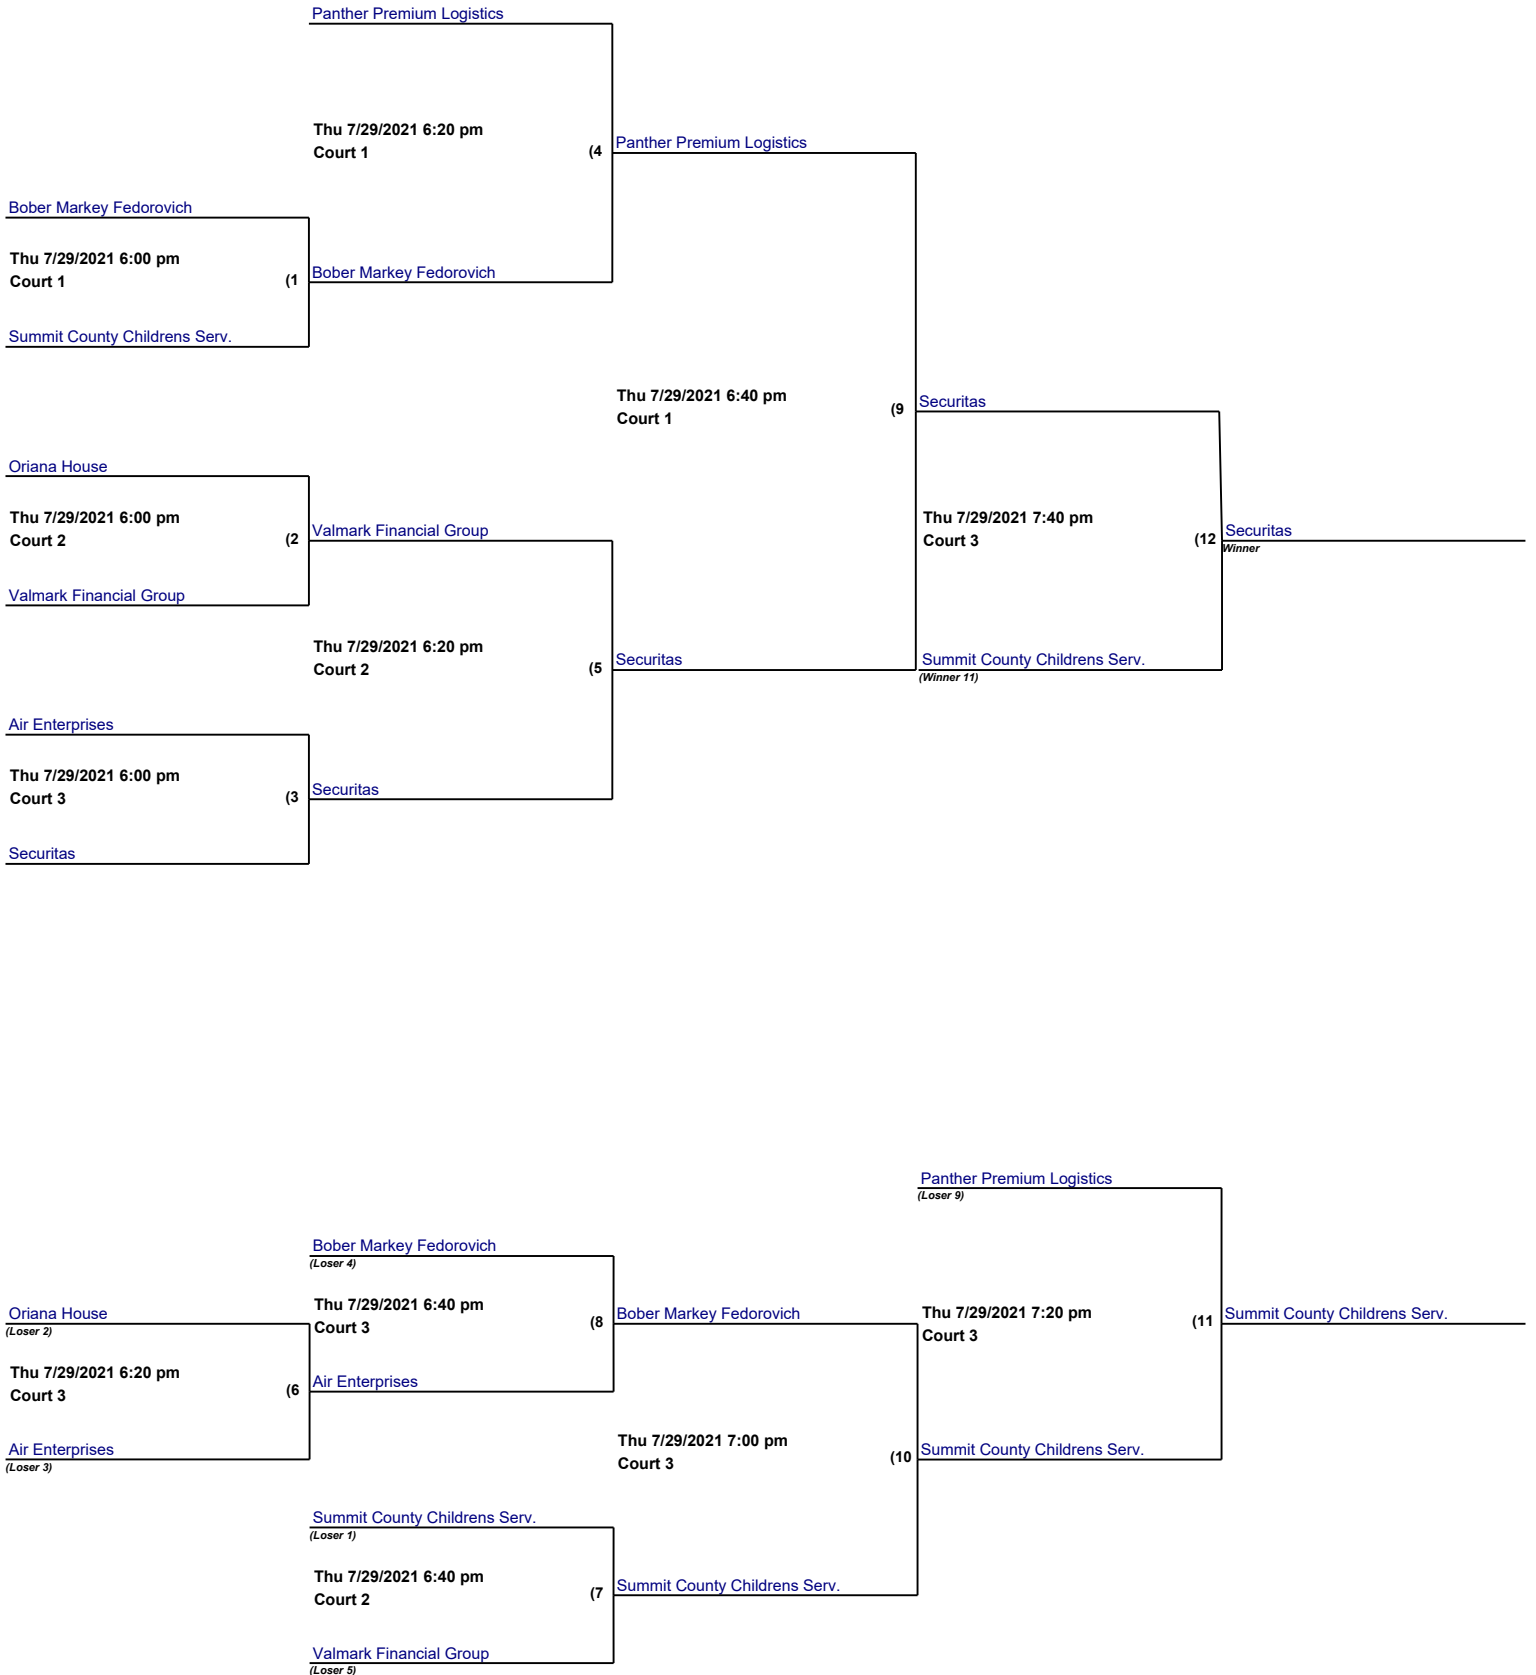 Panther Premium Logistics
Thu 7/29/2021 6:20 pm
Court 1
(4
Panther Premium Logistics
Bober Markey Fedorovich
Thu 7/29/2021 6:00 pm
Court 1
(1
Bober Markey Fedorovich
Summit County Childrens Serv.
Thu 7/29/2021 6:40 pm
Court 1
(9
Securitas
Oriana House
Thu 7/29/2021 6:00 pm
Court 2
(2
Valmark Financial Group
Thu 7/29/2021 7:40 pm
Court 3
(12
Securitas
Winner
Valmark Financial Group
Thu 7/29/2021 6:20 pm
Court 2
(5
Securitas
Summit County Childrens Serv.
(Winner 11)
Air Enterprises
Thu 7/29/2021 6:00 pm
Court 3
(3
Securitas
Securitas
Panther Premium Logistics
(Loser 9)
Bober Markey Fedorovich
(Loser 4)
Thu 7/29/2021 6:40 pm
Court 3
(8
Bober Markey Fedorovich
Thu 7/29/2021 7:20 pm
Court 3
(11
Summit County Childrens Serv.
Oriana House
(Loser 2)
Thu 7/29/2021 6:20 pm
Court 3
(6
Air Enterprises
Air Enterprises
(Loser 3)
Thu 7/29/2021 7:00 pm
Court 3
(10
Summit County Childrens Serv.
Summit County Childrens Serv.
(Loser 1)
Thu 7/29/2021 6:40 pm
Court 2
(7
Summit County Childrens Serv.
Valmark Financial Group
(Loser 5)